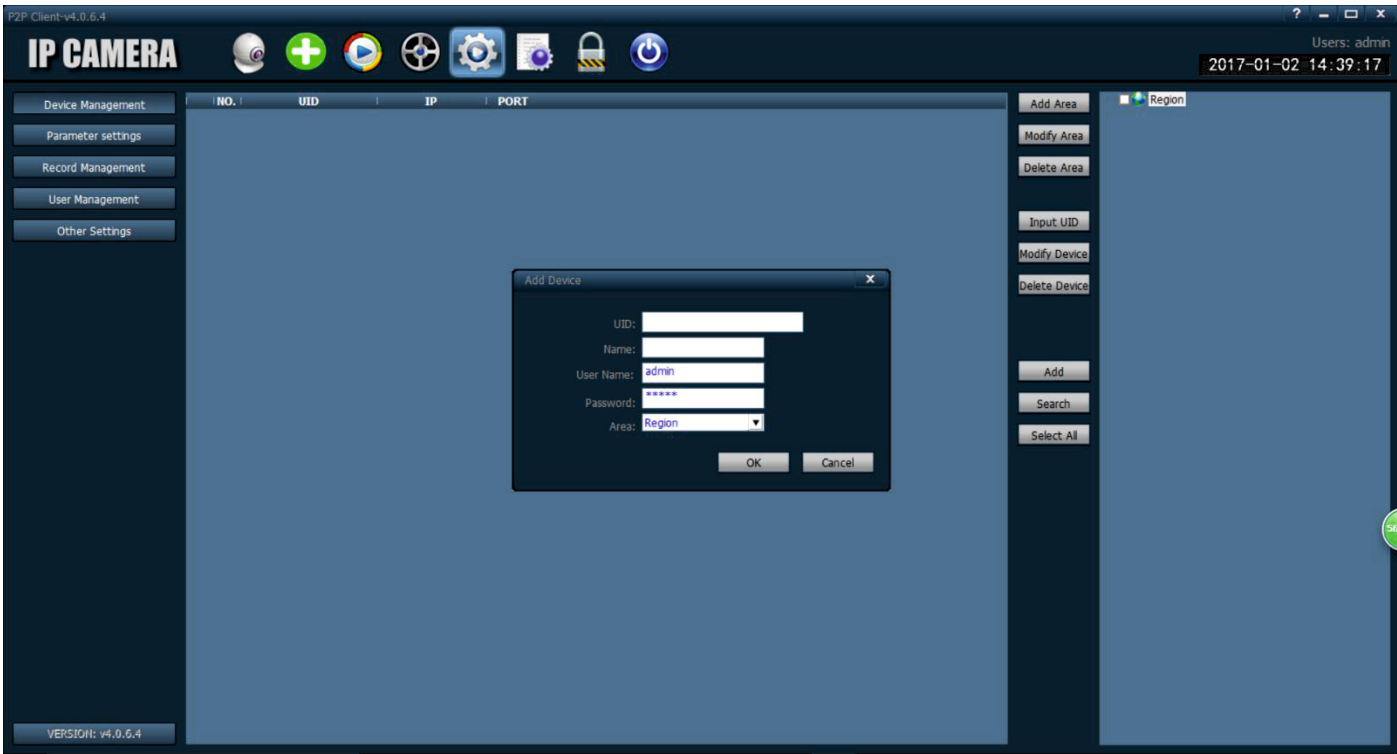 P2P Client-v4.0.6.4
?
IP CAMERA
Users: admin
2017-01-02 14:39:17
Device Management
Parameter settings
Record Management
User Management
Other Settings
NO. UID IP PORT
Add Area
Modify Area
Delete Area
Input UID
Modify Device
Delete Device
Add
Search
Select All
Region
Add Device
UID:
Name:
User Name: admin
Password: *****
Area: Region
OK Cancel
VERSION: v4.0.6.4